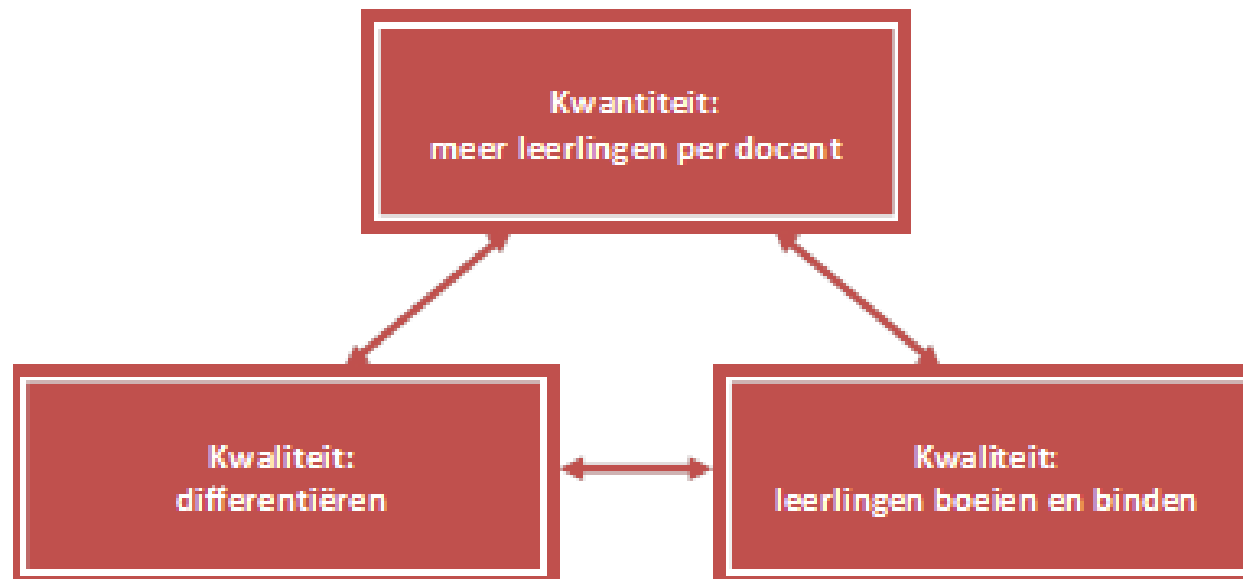 Kwantiteit:
meer leerlingen per docent
Kwaliteit:
differentiëren
Kwaliteit:
leerlingen boeien en binden